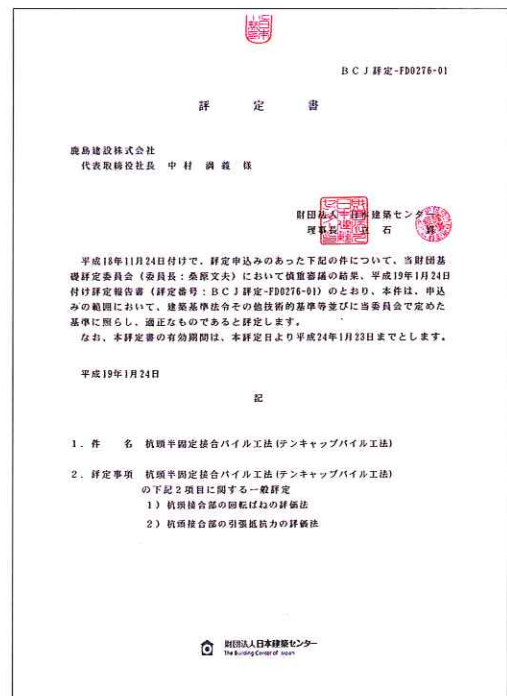 BCJ評定-FD0276-01
評定書
鹿島建設株式会社
代表取締役社長 中村 満義 様
財団法人 日本建築センター
理事長 立石 真
平成18年11月24日付けで、評定申込みのあった下記の件について、当財団基
礎評定委員会（委員長：桑原文夫）において慎重審議の結果、平成19年1月24日
付け評定報告書（評定番号：BCJ評定-FD0276-01）のとおり、本件は、申込
みの範囲において、建築基準法令その他技術的基準等並びに当委員会で定めた
基準に照らし、適正なものであると評定します。
なお、本評定書の有効期間は、本評定日より平成24年1月23日までとします。
平成19年1月24日
記
1．件 名 杭頭半固定接合パイル工法(テンキャップパイル工法)
2．評定事項 杭頭半固定接合パイル工法(テンキャップパイル工法)
の下記2項目に関する一般評定
1）杭頭接合部の回転ばねの評価法
2）杭頭接合部の引張抵抗力の評価法
財団法人日本建築センター
The Building Center of Japan